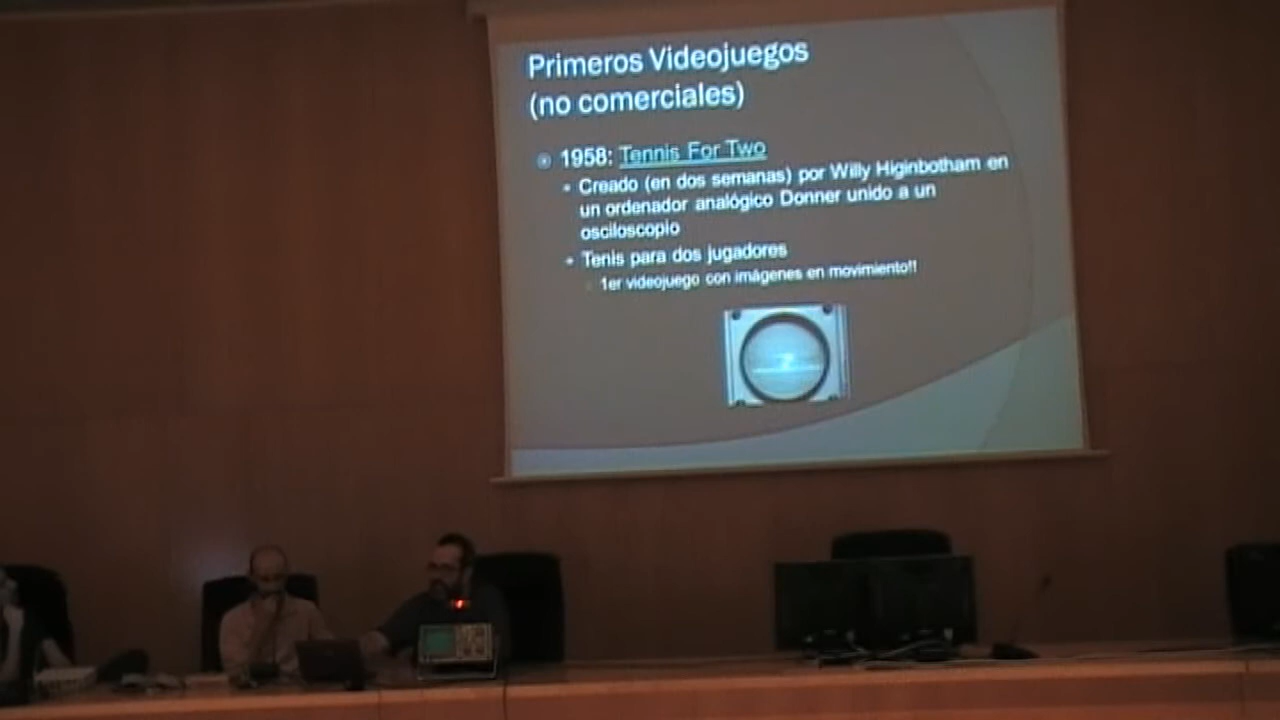 Primeros Videojuegos
(no comerciales)
1958: Tennis For Two
Creado (en dos semanas) por Willy Higinbotham en
un ordenador analógico Donner unido a un
osciloscopio
Tenis para dos jugadores
1er videojuego con imágenes en movimiento!!